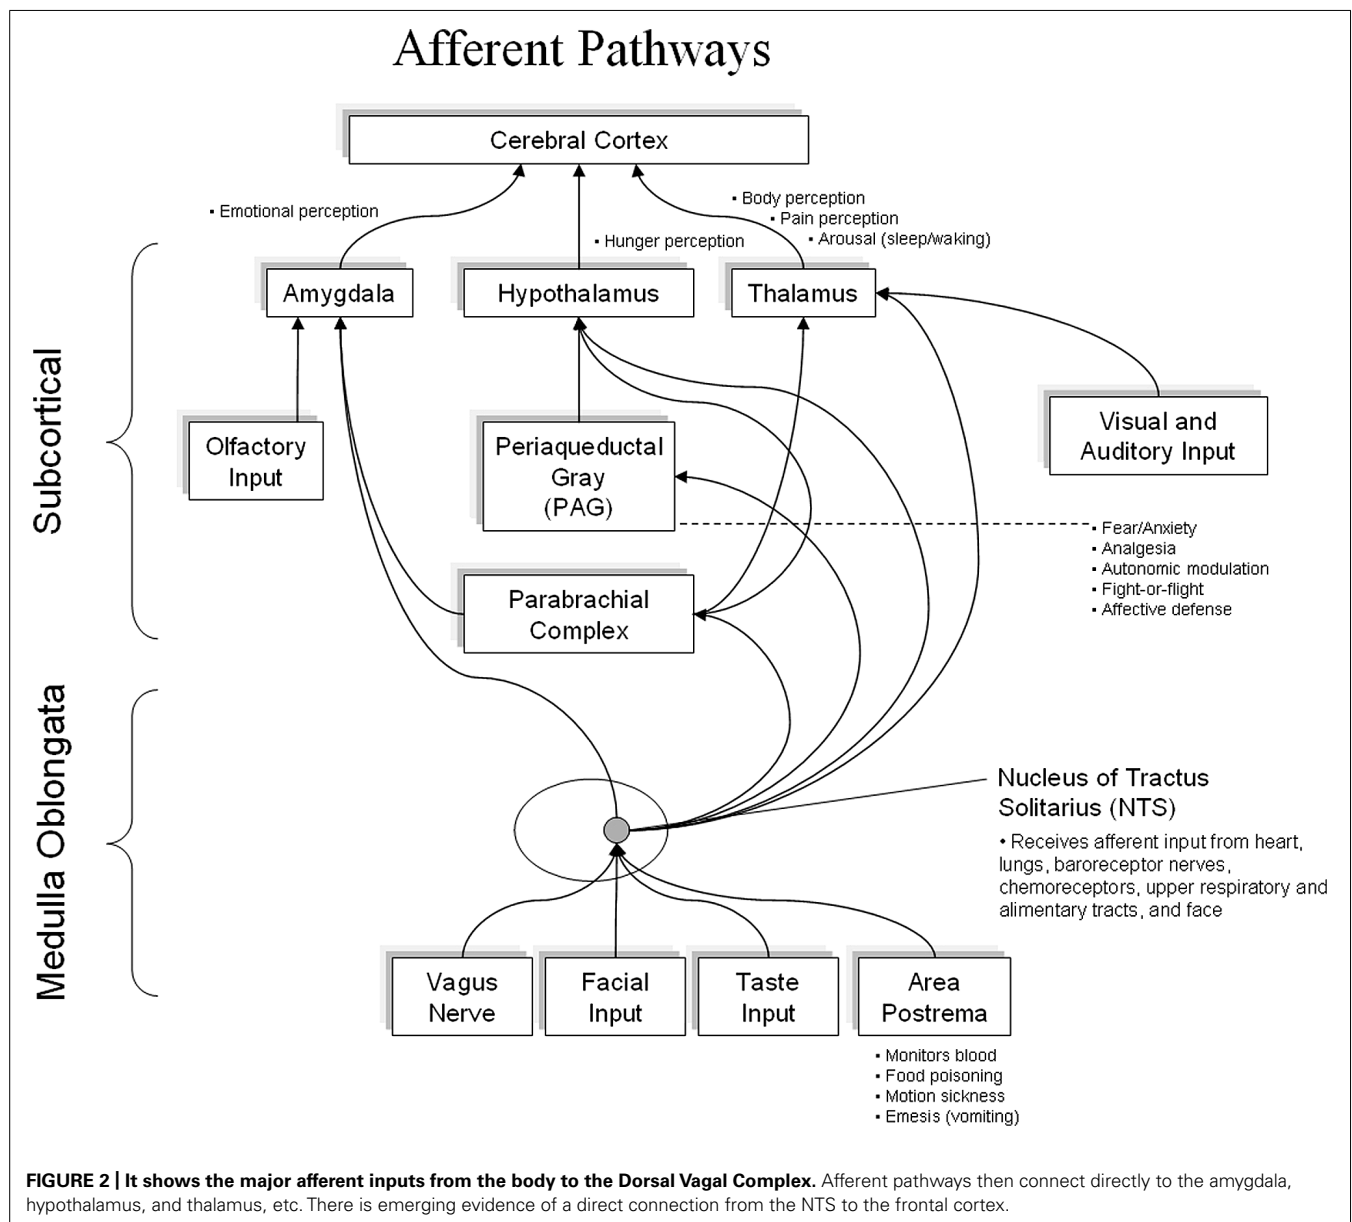 Afferent Pathways
Cerebral Cortex
▪ Emotional perception
▪ Body perception
▪ Pain perception
▪ Arousal (sleep/waking)
▪ Hunger perception
Amygdala
Hypothalamus
Thalamus
Subcortical
Olfactory
Input
Periaqueductal
Gray
(PAG)
Visual and
Auditory Input
▪ Fear/Anxiety
▪ Analgesia
▪ Autonomic modulation
▪ Fight-or-flight
▪ Affective defense
Parabrachial
Complex
Medulla Oblongata
Nucleus of Tractus
Solitarius (NTS)
• Receives afferent input from heart,
lungs, baroreceptor nerves,
chemoreceptors, upper respiratory and
alimentary tracts, and face
Vagus
Nerve
Facial
Input
Taste
Input
Area
Postrema
▪ Monitors blood
▪ Food poisoning
▪ Motion sickness
▪ Emesis (vomiting)
FIGURE 2 | It shows the major afferent inputs from the body to the Dorsal Vagal Complex. Afferent pathways then connect directly to the amygdala,
hypothalamus, and thalamus, etc. There is emerging evidence of a direct connection from the NTS to the frontal cortex.